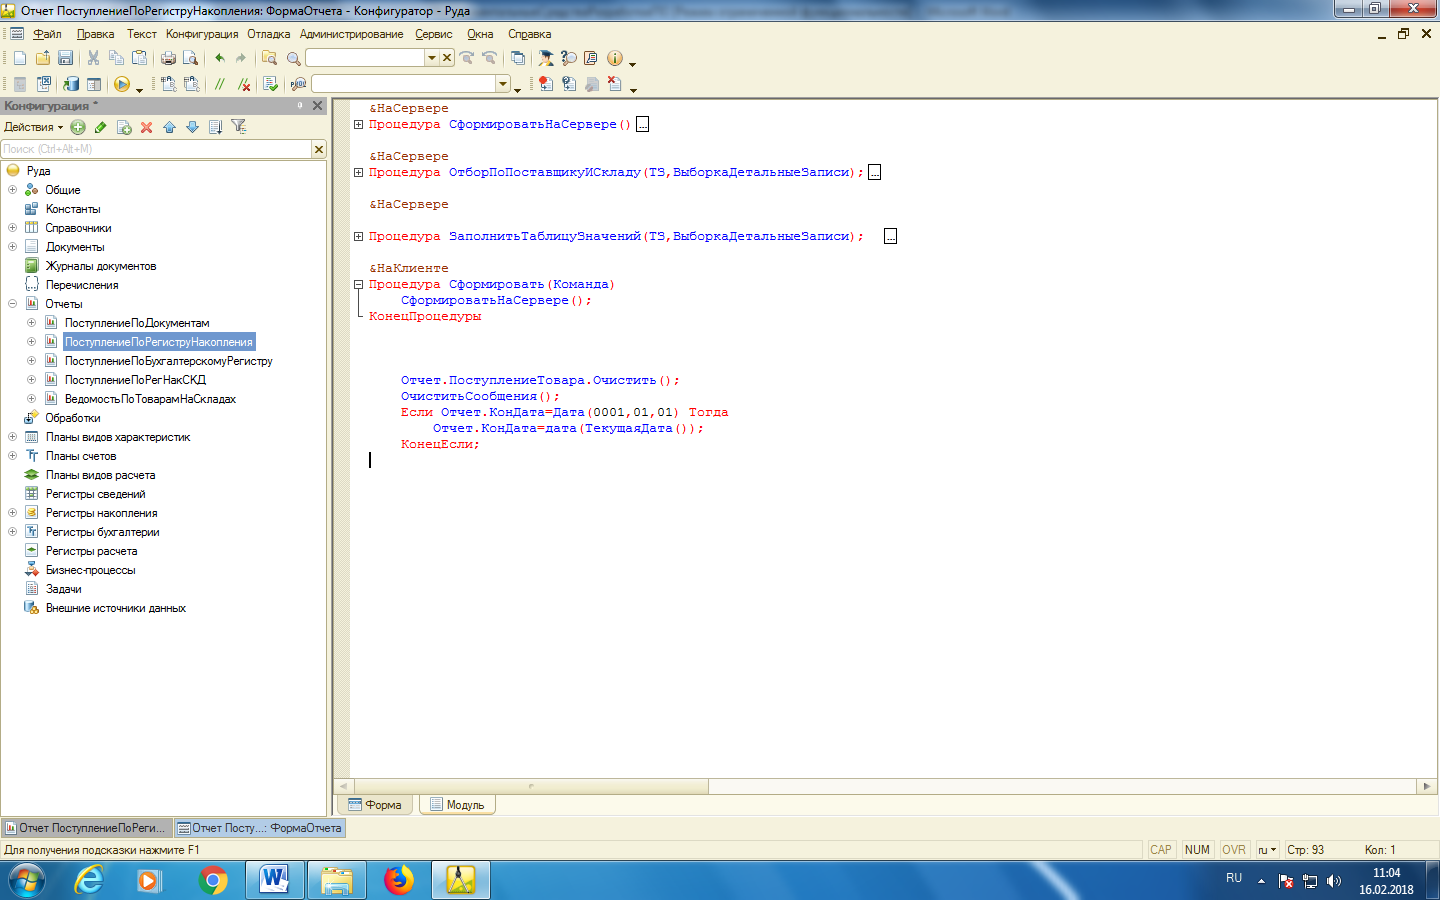 Отчет ПоступлениеПоРегиструНакопления: ФормаОтчета - Конфигуратор - Руда
Файл Правка Текст Конфигурация Отладка Администрирование Сервис Окна Справка
Конфигурация *
Действия
Поиск (Ctrl+Alt+M)
Руда
Общие
Константы
Справочники
Документы
Журналы документов
Перечисления
Отчеты
ПоступлениеПоДокументам
ПоступлениеПоРегиструНакопления
ПоступлениеПоБухгалтерскомуРегистру
ПоступлениеПоРегНакСКД
ВедомостьПоТоварамНаСкладах
Обработки
Планы видов характеристик
Планы счетов
Планы видов расчета
Регистры сведений
Регистры накопления
Регистры бухгалтерии
Регистры расчета
Бизнес-процессы
Задачи
Внешние источники данных
&НаСервере
Процедура СформироватьНаСервере() ...
&НаСервере
Процедура ОтборПоПоставщикуИСкладу(ТЗ,ВыборкаДетальныеЗаписи); ...
&НаСервере
Процедура ЗаполнитьТаблицуЗначений(ТЗ,ВыборкаДетальныеЗаписи); ...
&НаКлиенте
Процедура Сформировать(Команда)
СформироватьНаСервере();
КонецПроцедуры
Отчет.ПоступлениеТовара.Очистить();
ОчиститьСообщения();
Если Отчет.КонДата=Дата(0001,01,01) Тогда
Отчет.КонДата=дата(ТекущаяДата());
КонецЕсли;
Форма Модуль
Отчет ПоступлениеПоРеги... Отчет Посту...: ФормаОтчета
Для получения подсказки нажмите F1 CAP NUM OVR ru Стр: 93 Кол: 1
RU 11:04
16.02.2018